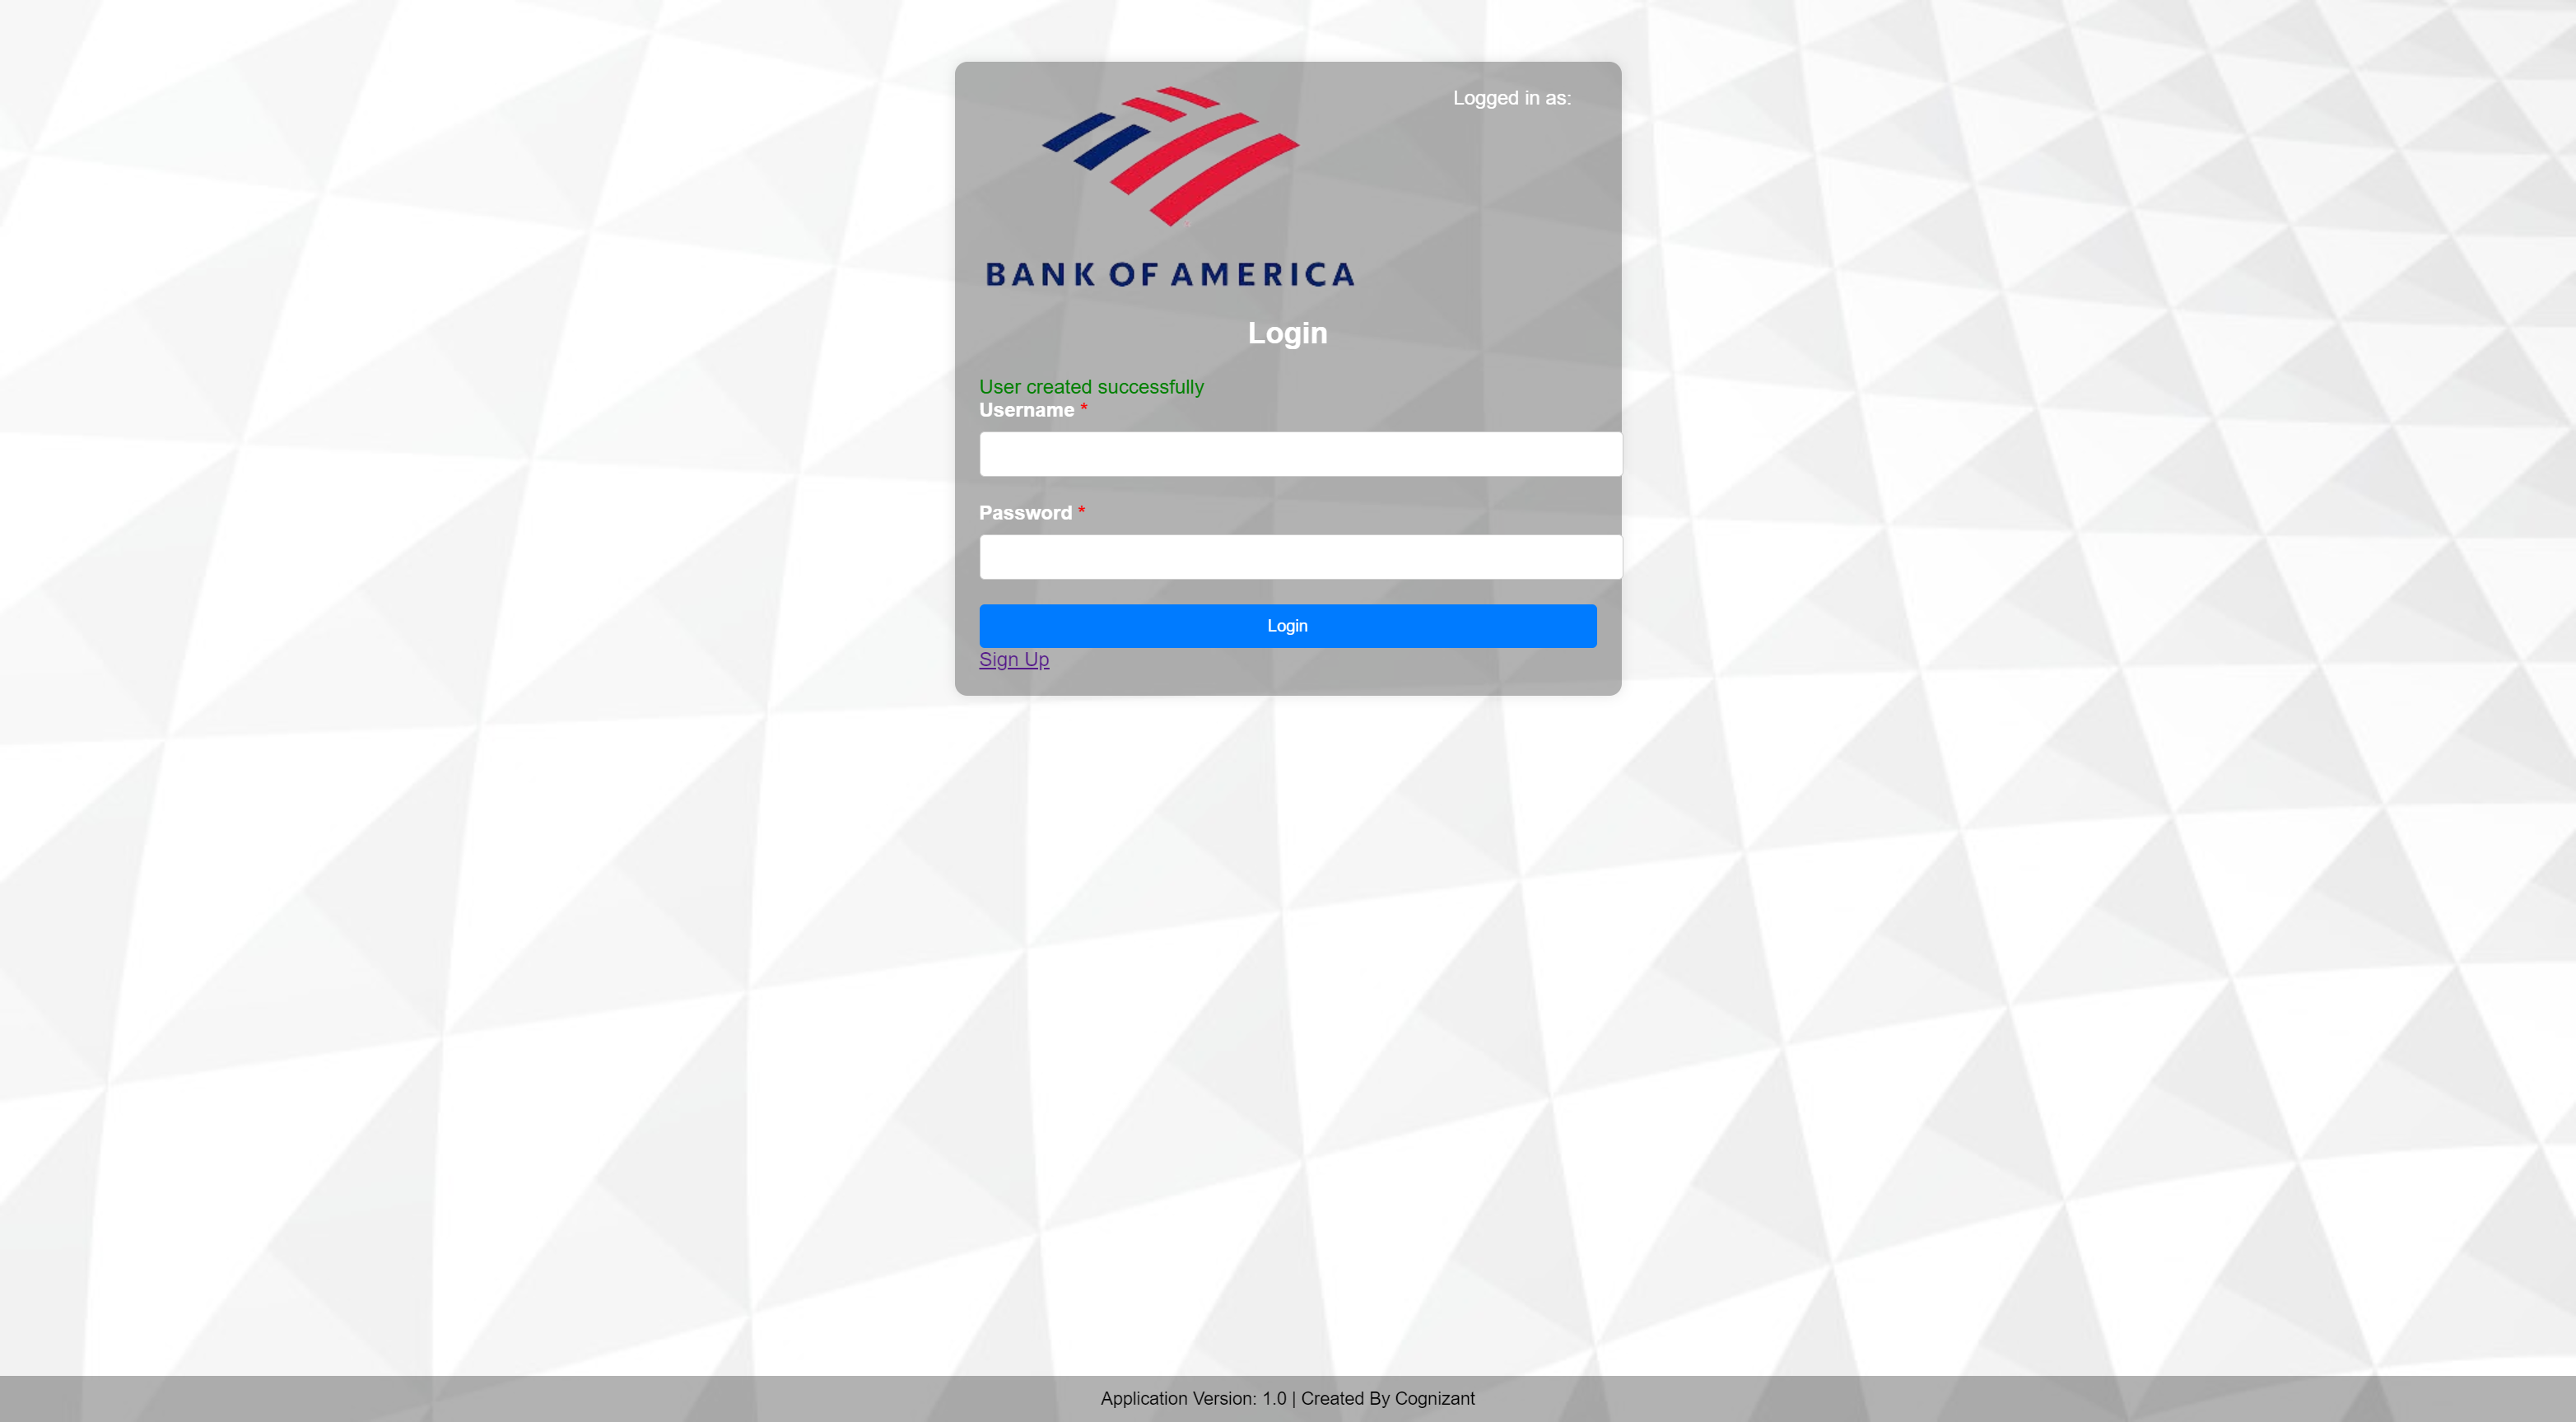 Logged in as:
BANK OF AMERICA
Login
User created successfully
Username *
Password *
Login
Sign Up
Application Version: 1.0 | Created By Cognizant